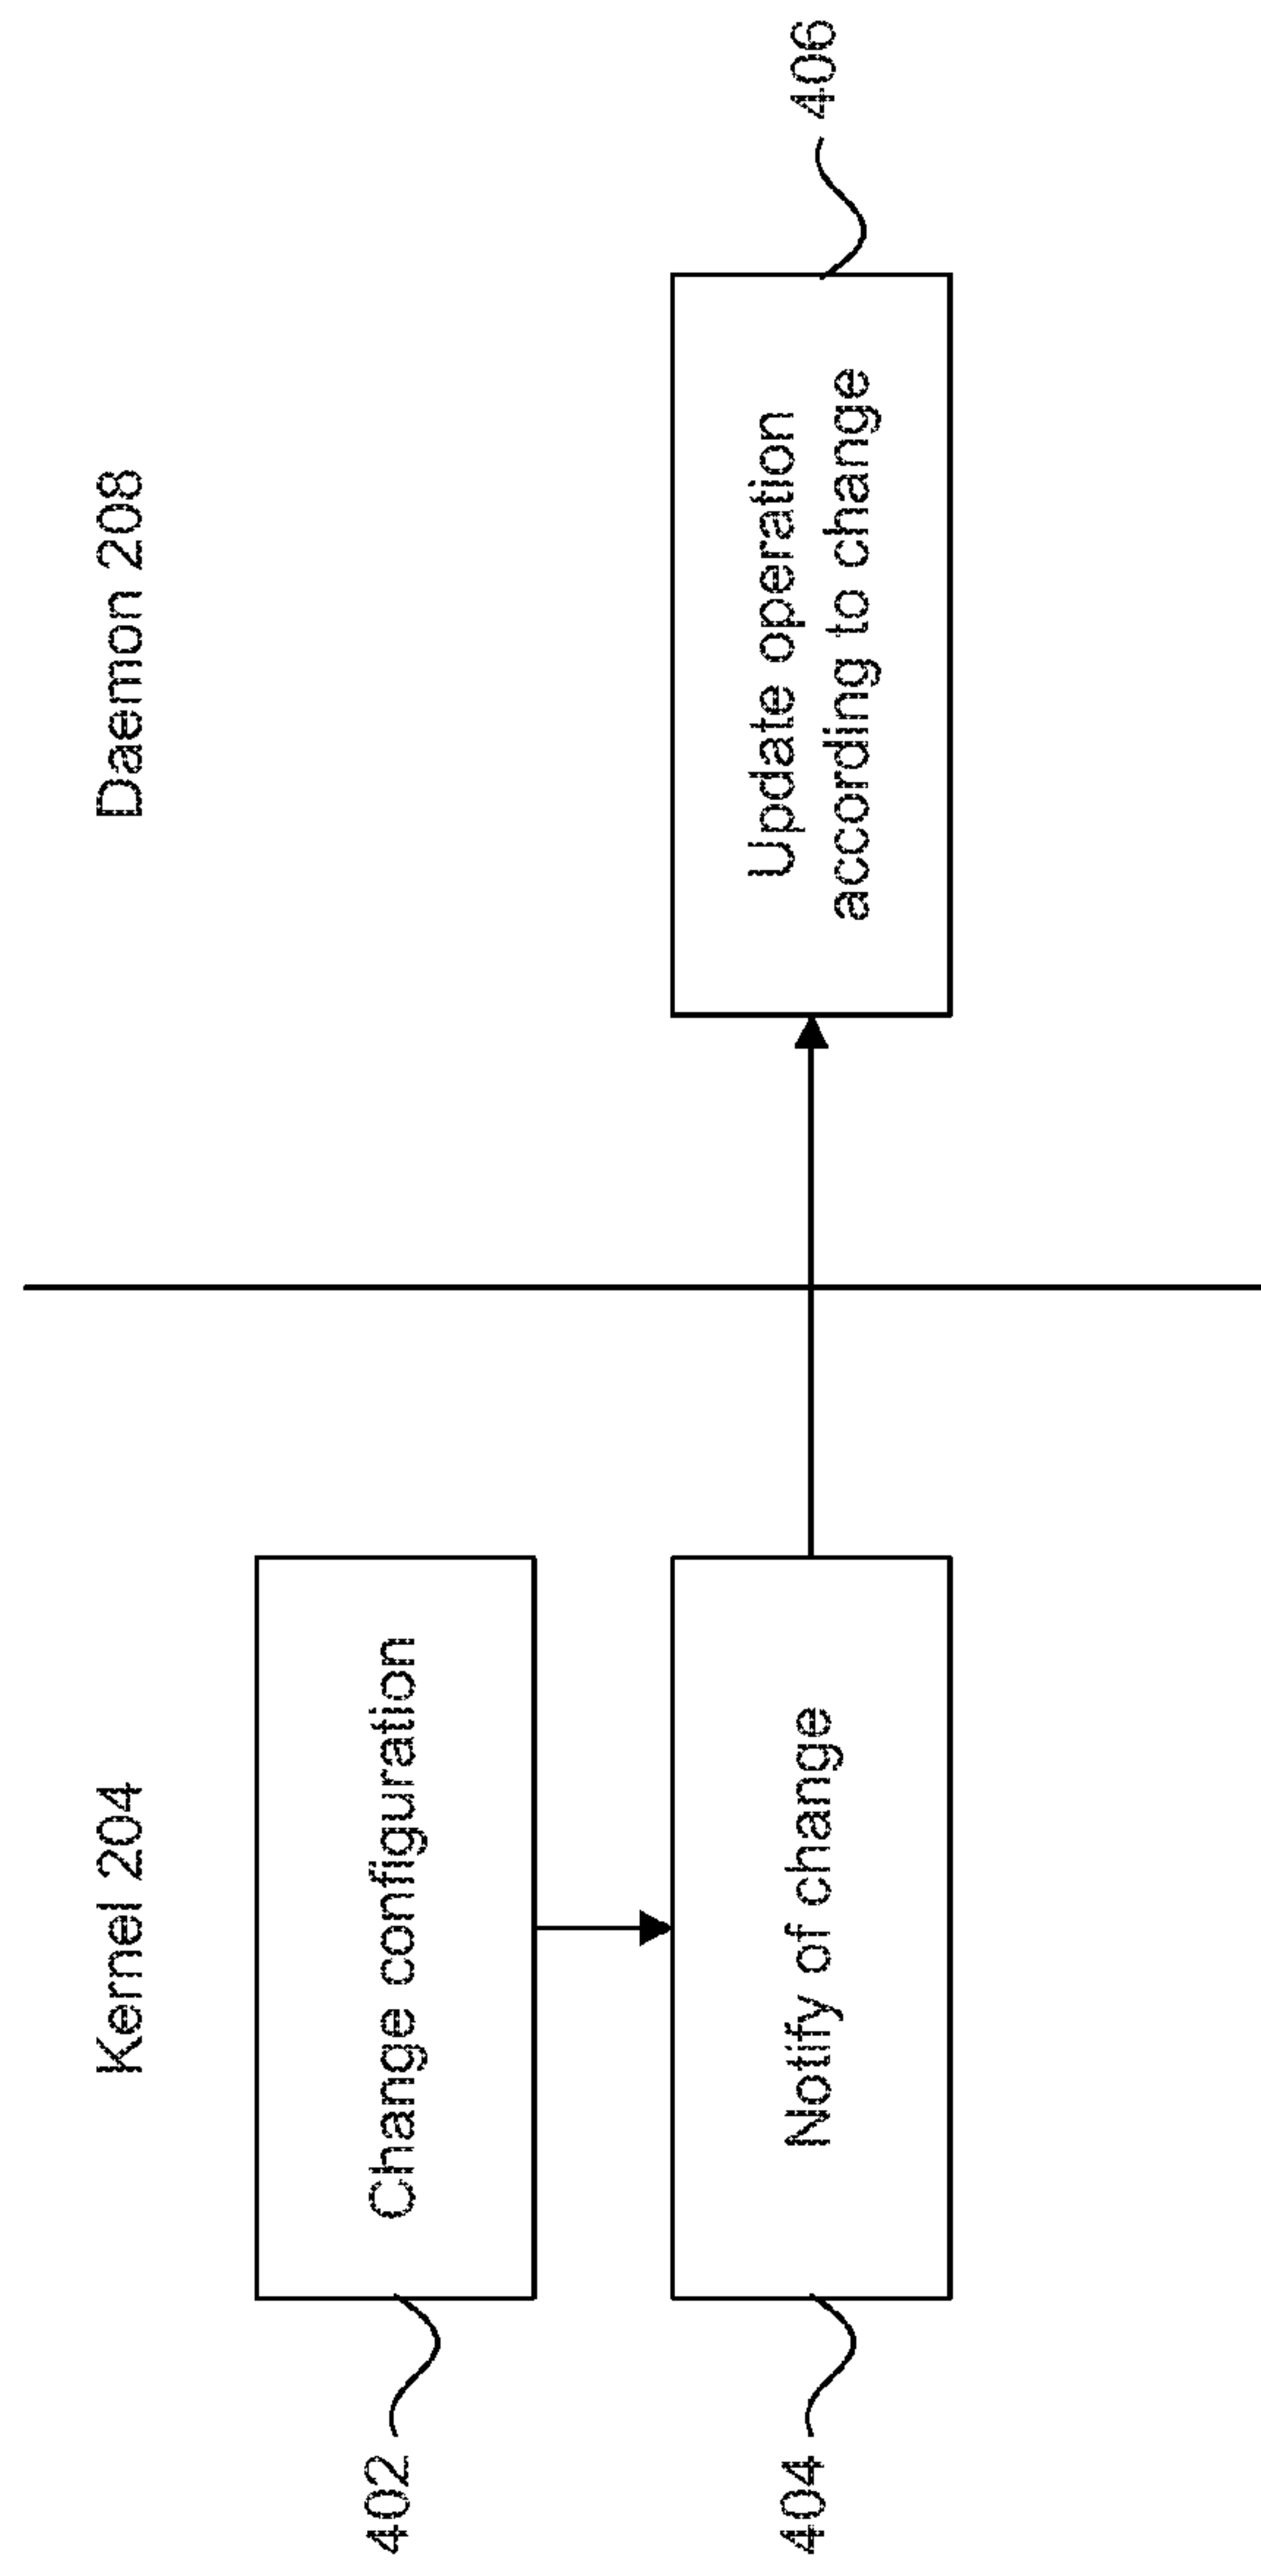 Kernel 204
Daemon 208
402
Change configuration
404
Notify of change
Update operation
according to change
406